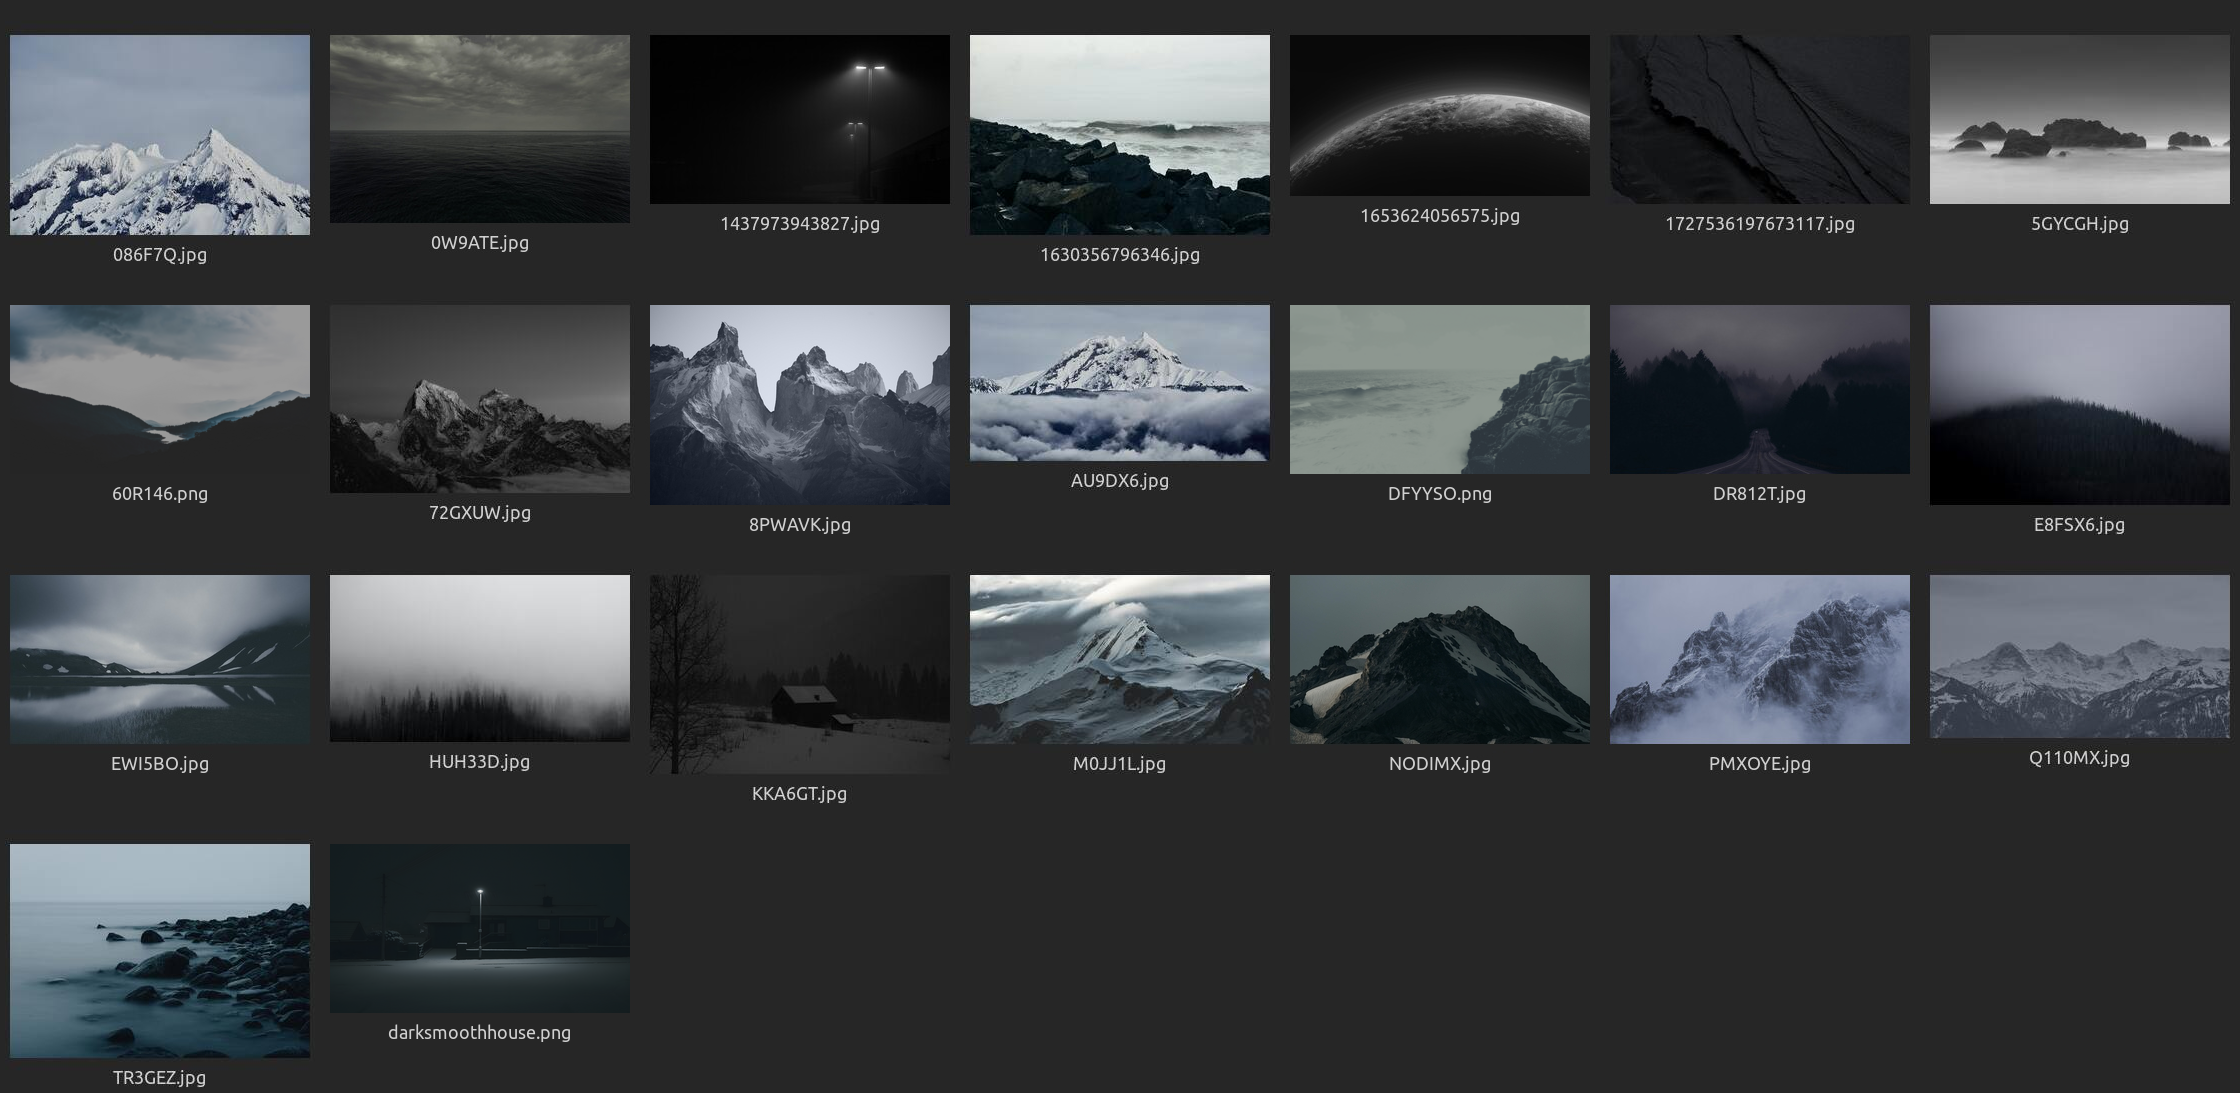 086F7Q.jpg
0W9ATE.jpg
1437973943827.jpg
1630356796346.jpg
1653624056575.jpg
1727536197673117.jpg
5GYCGH.jpg
60R146.png
72GXUW.jpg
8PWAVK.jpg
AU9DX6.jpg
DFYYSO.png
DR812T.jpg
E8FSX6.jpg
EWI5BO.jpg
HUH33D.jpg
KKA6GT.jpg
M0JJ1L.jpg
NODIMX.jpg
PMXOYE.jpg
Q110MX.jpg
TR3GEZ.jpg
darksmoothhouse.png